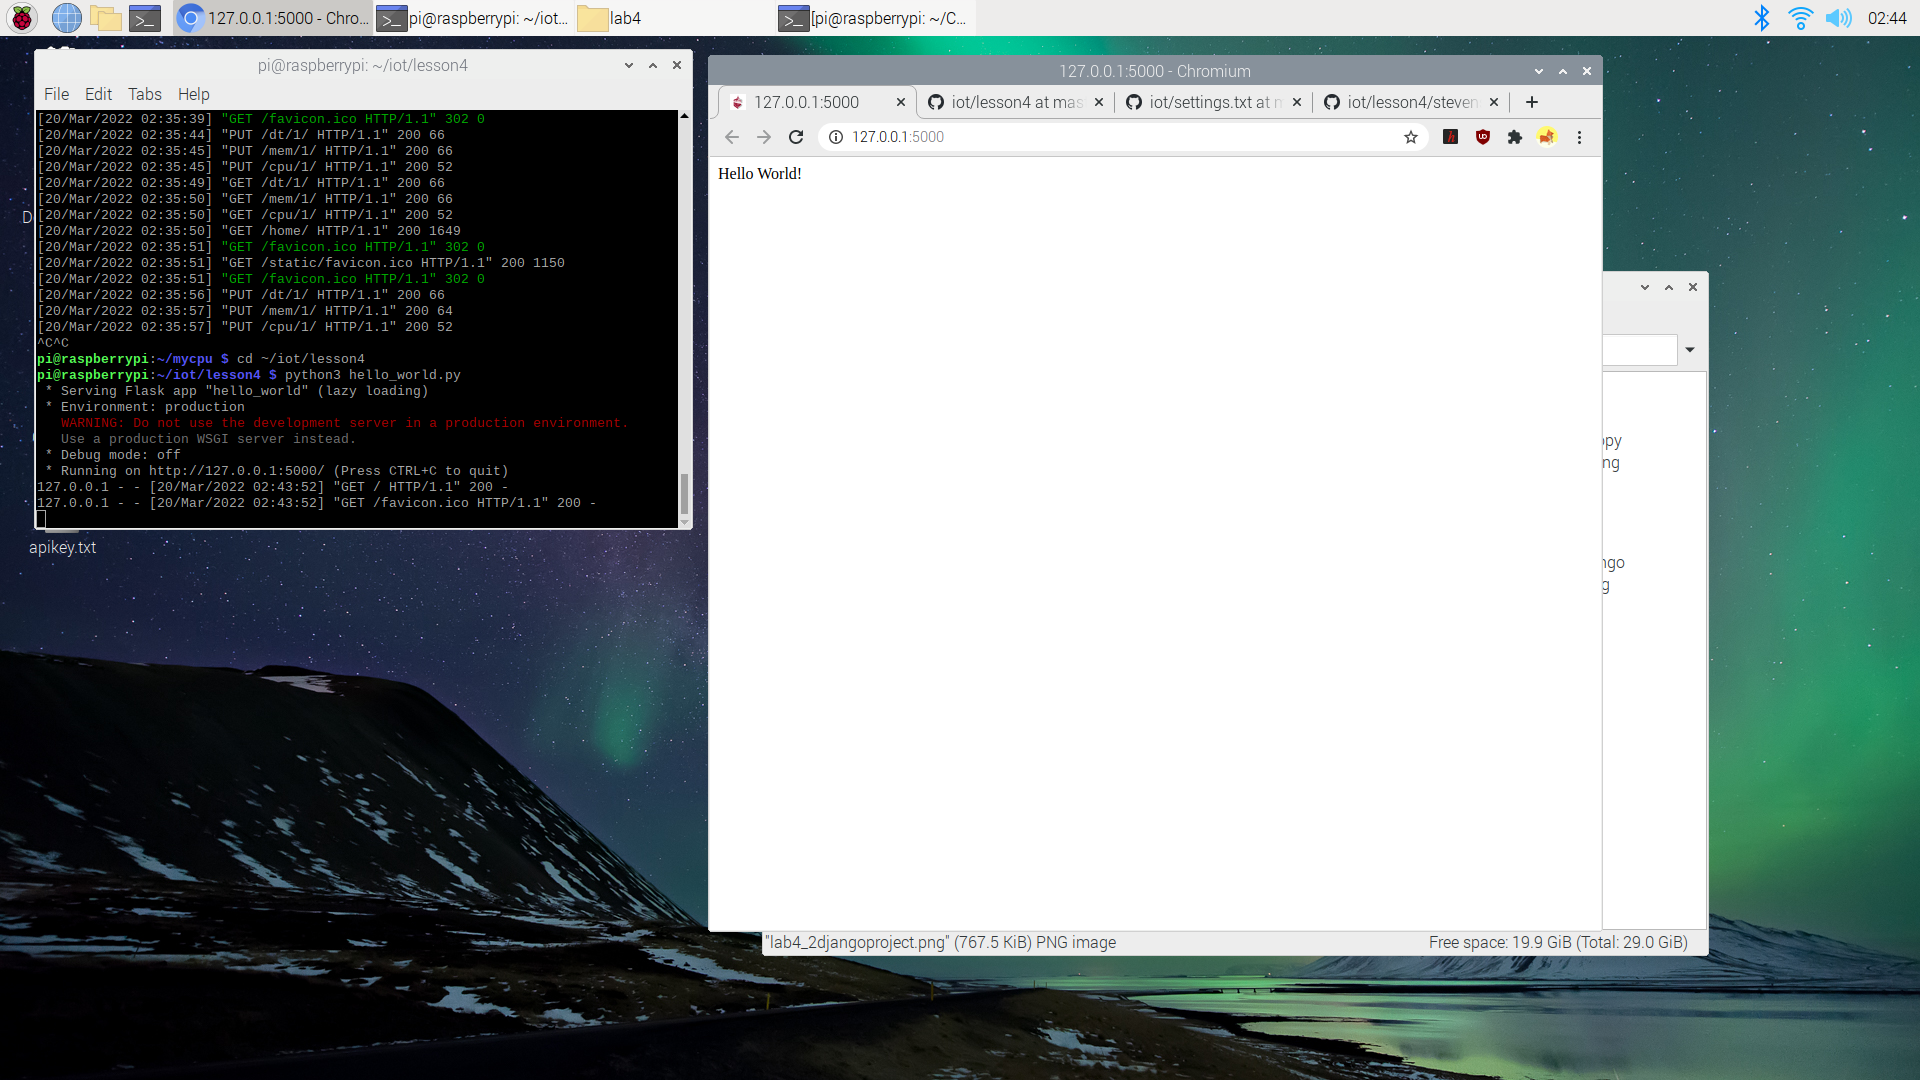 127.0.0.1:5000 - Chro...
pi@raspberrypi: ~/iot...
lab4
[pi@raspberrypi: ~/C...
02:44
pi@raspberrypi: ~/iot/lesson4
File Edit Tabs Help
[20/Mar/2022 02:35:39] "GET /favicon.ico HTTP/1.1" 302 0
[20/Mar/2022 02:35:44] "PUT /dt/1/ HTTP/1.1" 200 66
[20/Mar/2022 02:35:45] "PUT /mem/1/ HTTP/1.1" 200 66
[20/Mar/2022 02:35:45] "PUT /cpu/1/ HTTP/1.1" 200 52
[20/Mar/2022 02:35:49] "GET /dt/1/ HTTP/1.1" 200 66
[20/Mar/2022 02:35:50] "GET /mem/1/ HTTP/1.1" 200 66
[20/Mar/2022 02:35:50] "GET /cpu/1/ HTTP/1.1" 200 52
[20/Mar/2022 02:35:50] "GET /home/ HTTP/1.1" 200 1649
[20/Mar/2022 02:35:51] "GET /favicon.ico HTTP/1.1" 302 0
[20/Mar/2022 02:35:51] "GET /static/favicon.ico HTTP/1.1" 200 1150
[20/Mar/2022 02:35:51] "GET /favicon.ico HTTP/1.1" 302 0
[20/Mar/2022 02:35:56] "PUT /dt/1/ HTTP/1.1" 200 66
[20/Mar/2022 02:35:57] "PUT /mem/1/ HTTP/1.1" 200 64
[20/Mar/2022 02:35:57] "PUT /cpu/1/ HTTP/1.1" 200 52
^C^C
pi@raspberrypi:~/mycpu $ cd ~/iot/lesson4
pi@raspberrypi:~/iot/lesson4 $ python3 hello_world.py
* Serving Flask app "hello_world" (lazy loading)
* Environment: production
WARNING: Do not use the development server in a production environment.
Use a production WSGI server instead.
* Debug mode: off
* Running on http://127.0.0.1:5000/ (Press CTRL+C to quit)
127.0.0.1 - - [20/Mar/2022 02:43:52] "GET / HTTP/1.1" 200 -
127.0.0.1 - - [20/Mar/2022 02:43:52] "GET /favicon.ico HTTP/1.1" 200 -
apikey.txt
127.0.0.1:5000 - Chromium
127.0.0.1:5000
iot/lesson4 at mas
iot/settings.txt at m
iot/lesson4/steven
127.0.0.1:5000
Hello World!
"lab4_2djangoproject.png" (767.5 KiB) PNG image
Free space: 19.9 GiB (Total: 29.0 GiB)